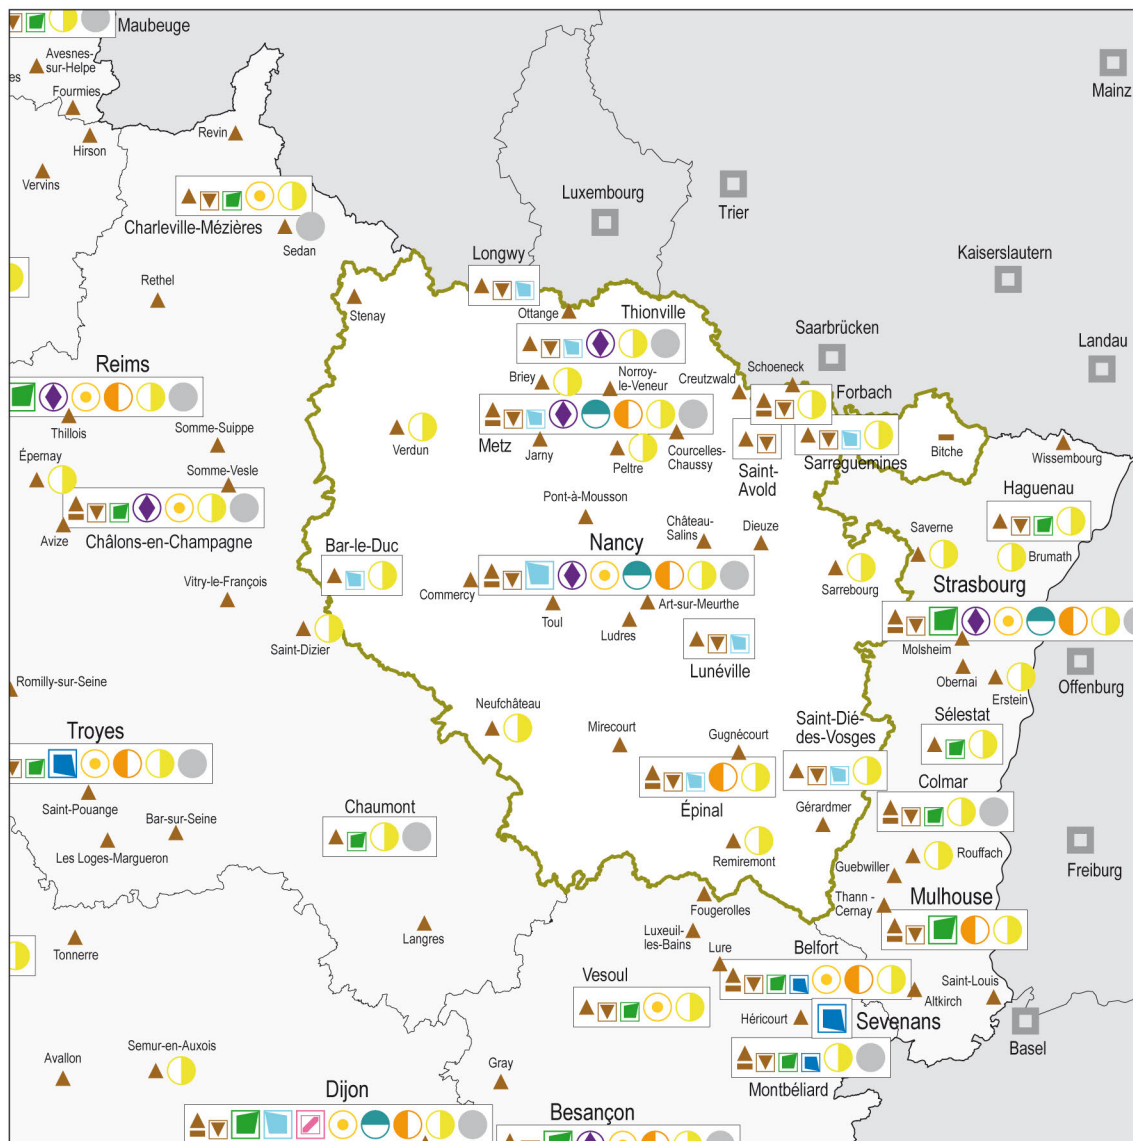 Maubeuge
Avesnes-
sur-Helpe
es
Fourmies
Hirson
Revin
Vervins
Mainz
Luxembourg
Trier
Charleville-Mézières
Sedan
Longwy
Kaiserslautern
Rethel
Stenay
Ottange
Thionville
Saarbrücken
Landau
Reims
Briey
Norroy-
le-Veneur
Creutzwald
Schoeneck
Forbach
Thillois
Somme-Suippe
Verdun
Metz
Jarny
Peltre
Courcelles-
Chaussy
Saint-
Avold
Sarreguemines
Bitche
Wissembourg
Épernay
Somme-Vesle
Haguenau
Pont-à-Mousson
Château-
Salins
Dieuze
Saverne
Brumath
Avize
Châlons-en-Champagne
Bar-le-Duc
Nancy
Sarrebourg
Strasbourg
Vitry-le-François
Commercy
Toul
Art-sur-Meurthe
Ludres
Molsheim
Saint-Dizier
Lunéville
Obernai
Erstein
Offenburg
Romilly-sur-Seine
Neufchâteau
Mirecourt
Gugnécourt
Saint-Dié-
des-Vosges
Sélestat
Troyes
Colmar
Saint-Pouange
Chaumont
Épinal
Gérardmer
Bar-sur-Seine
Les Loges-Margueron
Remiremont
Guebwiller
Rouffach
Freiburg
Thann -
Cernay
Mulhouse
Fougerolles
Langres
Luxeuil-
les-Bains
Lure
Belfort
Tonnerre
Vesoul
Altkirch
Saint-Louis
Héricourt
Sevenans
Basel
Avallon
Semur-en-Auxois
Gray
Montbéliard
Dijon
Besançon